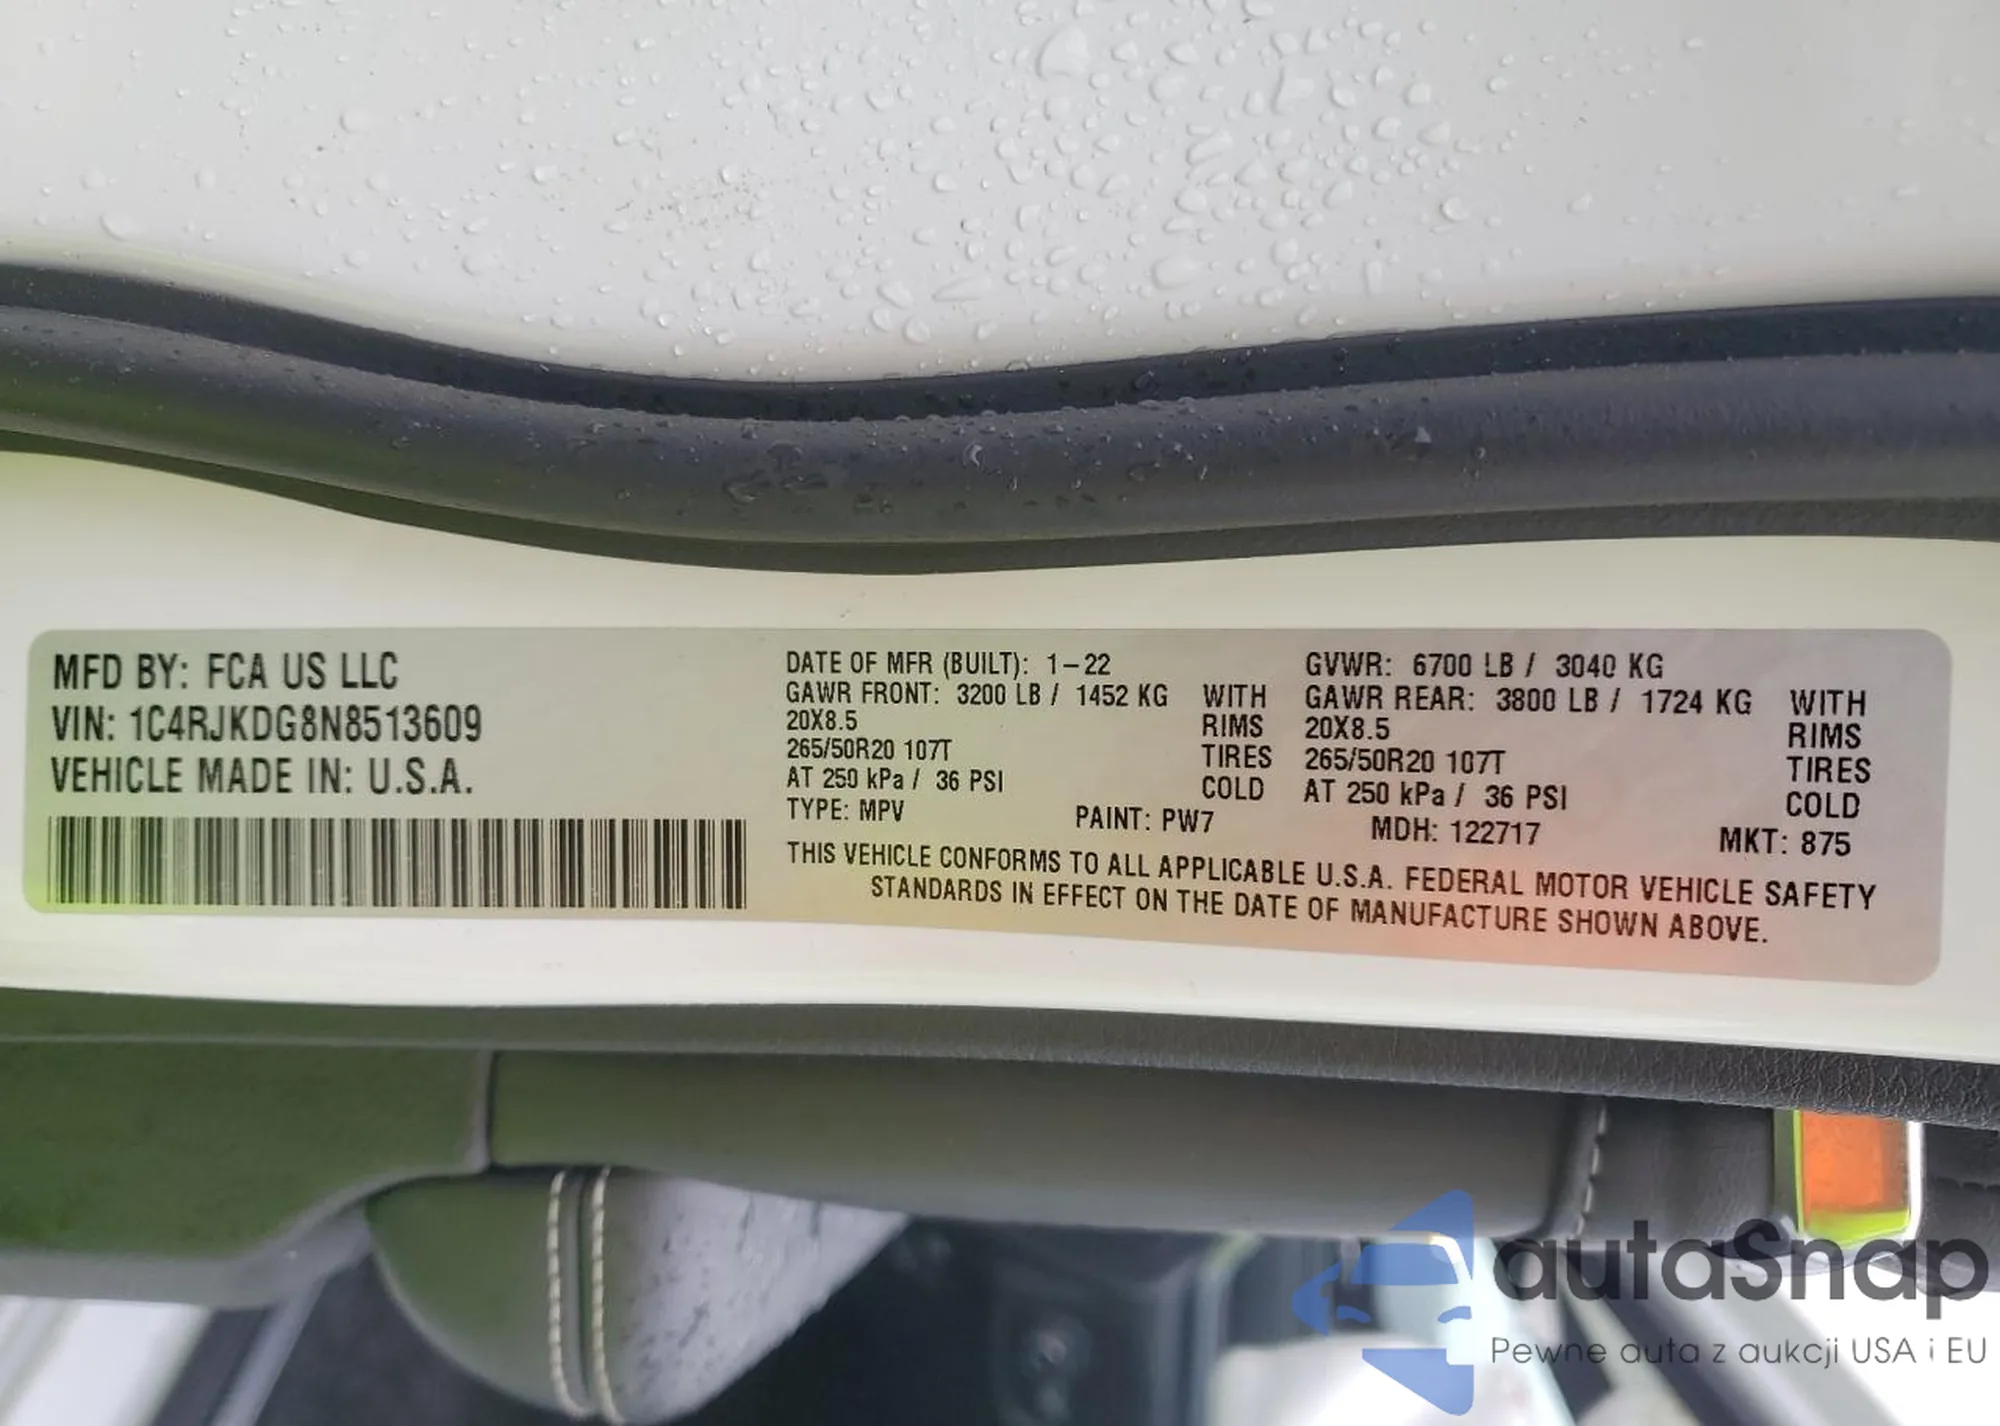 MFD BY: FCA US LLC
VIN: 1C4RJKDG8N8513609
VEHICLE MADE IN: U.S.A.
DATE OF MFR (BUILT): 1-22
GAWR FRONT: 3200 LB / 1452 KG WITH
20X8.5 RIMS
265/50R20 107T TIRES
AT 250 kPa / 36 PSI COLD
TYPE: MPV PAINT: PW7
GVWR: 6700 LB / 3040 KG
GAWR REAR: 3800 LB / 1724 KG WITH
20X8.5 RIMS
265/50R20 107T TIRES
AT 250 kPa / 36 PSI COLD
MDH: 122717 MKT: 875
THIS VEHICLE CONFORMS TO ALL APPLICABLE U.S.A. FEDERAL MOTOR VEHICLE SAFETY
STANDARDS IN EFFECT ON THE DATE OF MANUFACTURE SHOWN ABOVE.
autaSnap
Pewne auta z aukcji USA i EU